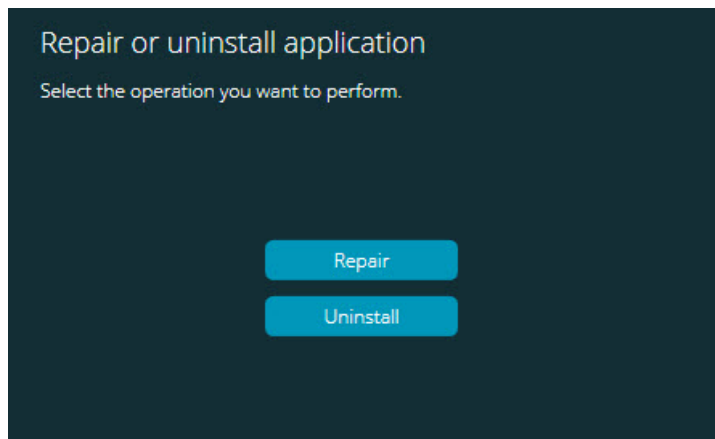 Repair or uninstall application
Select the operation you want to perform.
Repair
Uninstall